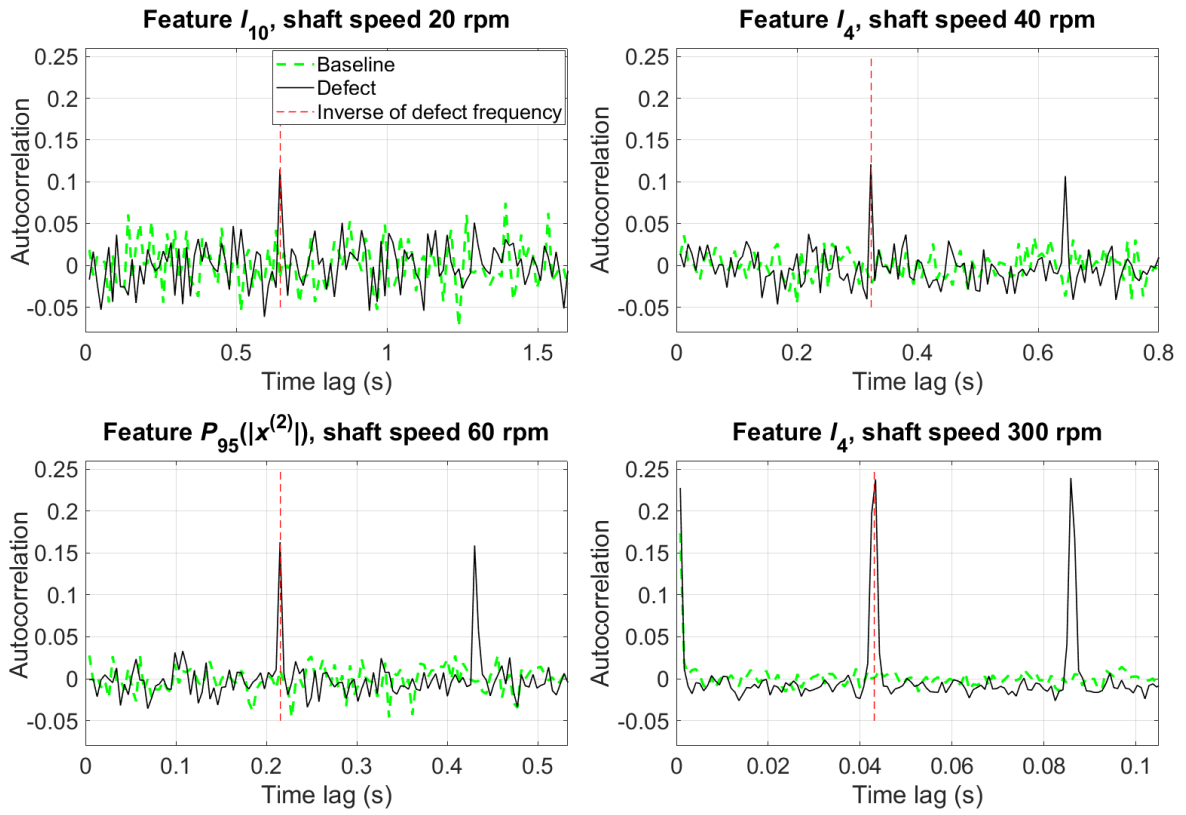 Feature l10, shaft speed 20 rpm
0.25
0.2
0.15
0.1
0.05
0
-0.05
Autocorrelation
Baseline
Defect
Inverse of defect frequency
0 0.5 1 1.5
Time lag (s)
Feature l4, shaft speed 40 rpm
0.25
0.2
0.15
0.1
0.05
0
-0.05
Autocorrelation
0 0.2 0.4 0.6 0.8
Time lag (s)
Feature P95(|x(2)|), shaft speed 60 rpm
0.25
0.2
0.15
0.1
0.05
0
-0.05
Autocorrelation
0 0.1 0.2 0.3 0.4 0.5
Time lag (s)
Feature l4, shaft speed 300 rpm
0.25
0.2
0.15
0.1
0.05
0
-0.05
Autocorrelation
0 0.02 0.04 0.06 0.08 0.1
Time lag (s)